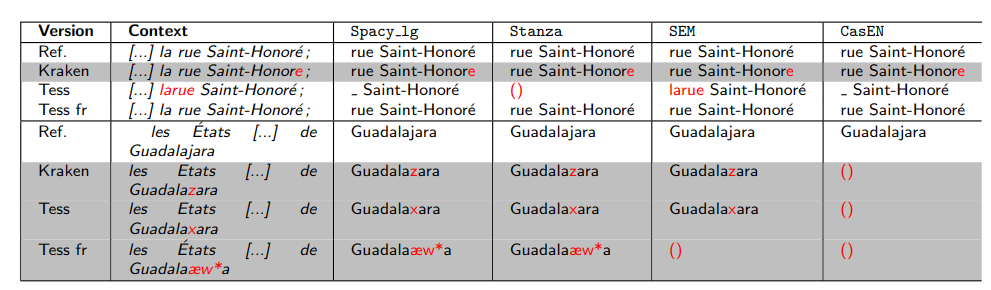 Version Context Spacy_lg Stanza SEM CasEN
Ref. [...] la rue Saint-Honoré ; rue Saint-Honoré rue Saint-Honoré rue Saint-Honoré rue Saint-Honoré
Kraken [...] la rue Saint-Honore ; rue Saint-Honore rue Saint-Honore rue Saint-Honore rue Saint-Honore
Tess [...] larue Saint-Honoré ; _ Saint-Honoré () larue Saint-Honoré _ Saint-Honoré
Tess fr [...] la rue Saint-Honoré ; rue Saint-Honoré rue Saint-Honoré rue Saint-Honoré rue Saint-Honoré
Ref. les États [...] de Guadalajara Guadalajara Guadalajara Guadalajara
Guadalajara
Kraken les Etats [...] de Guadalazara Guadalazara Guadalazara ()
Guadalazara
Tess les Etats [...] de Guadalaxara Guadalaxara Guadalaxara ()
Guadalaxara
Tess fr les États [...] de Guadalaæw*a Guadalaæw*a () ()
Guadalaæw*a